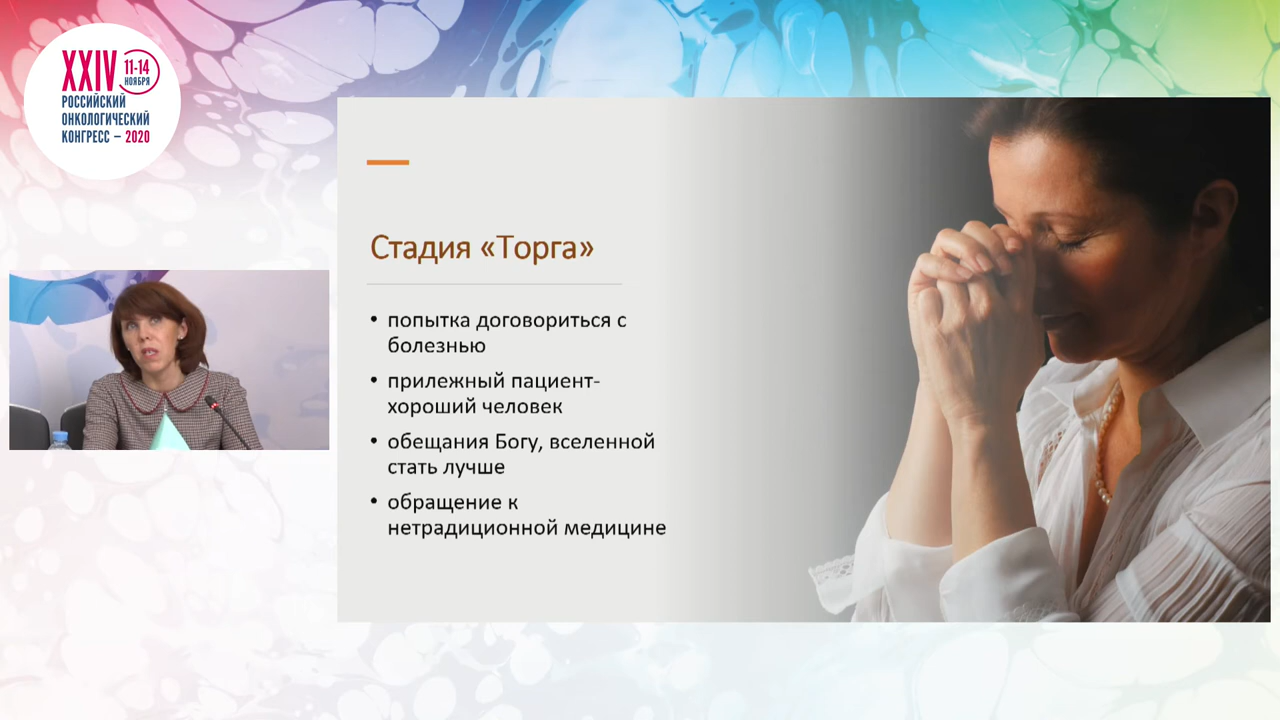 XXIV
11-14
НОЯБРЯ
РОССИЙСКИЙ
ОНКОЛОГИЧЕСКИЙ
КОНГРЕСС – 2020
Стадия «Торга»
• попытка договориться с
болезнью
• прилежный пациент-
хороший человек
• обещания Богу, вселенной
стать лучше
• обращение к
нетрадиционной медицине